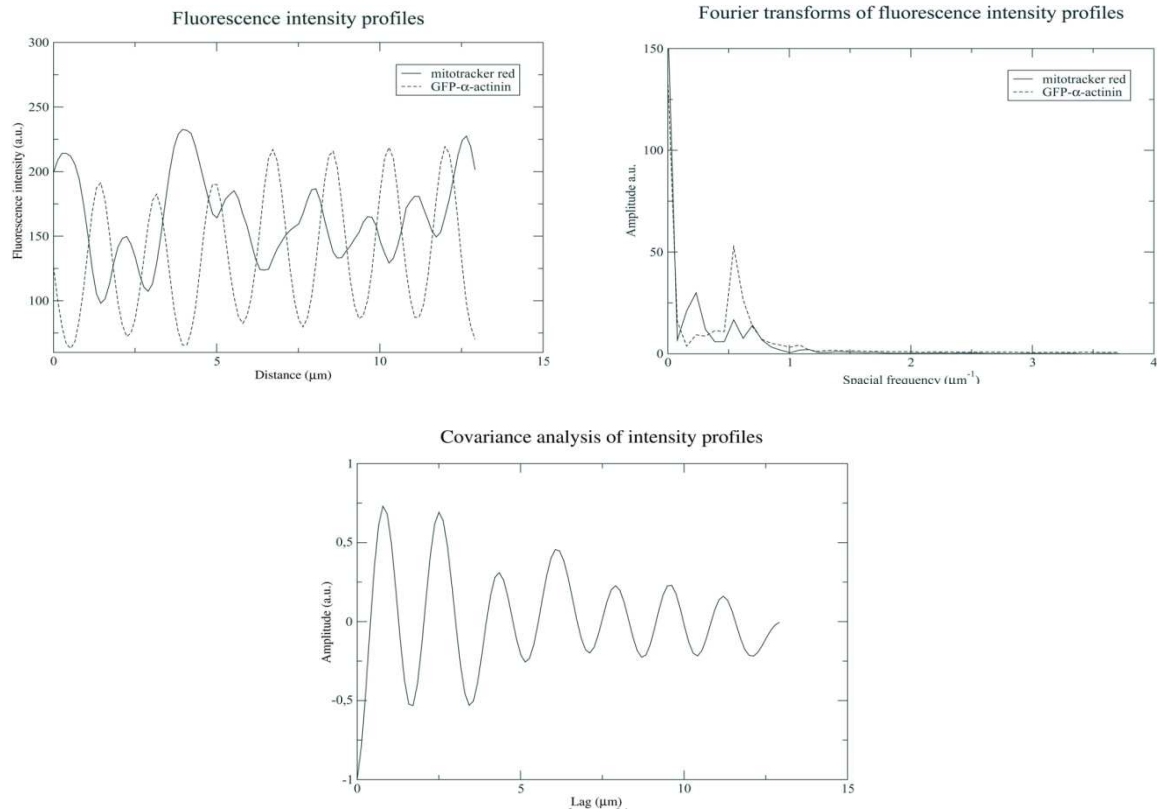 Fluorescence intensity profiles
300
250
200
150
100
0
5
10
15
Fluorescence intensity (a.u.)
Distance (μm)
mitotracker red
GFP-α-actinin
Fourier transforms of fluorescence intensity profiles
150
100
50
0
0
1
2
3
4
Amplitude a.u.
Spacial frequency (μm⁻¹)
mitotracker red
GFP-α-actinin
Covariance analysis of intensity profiles
1
0,5
0
-0,5
-1
0
5
10
15
Amplitude (a.u.)
Lag (μm)